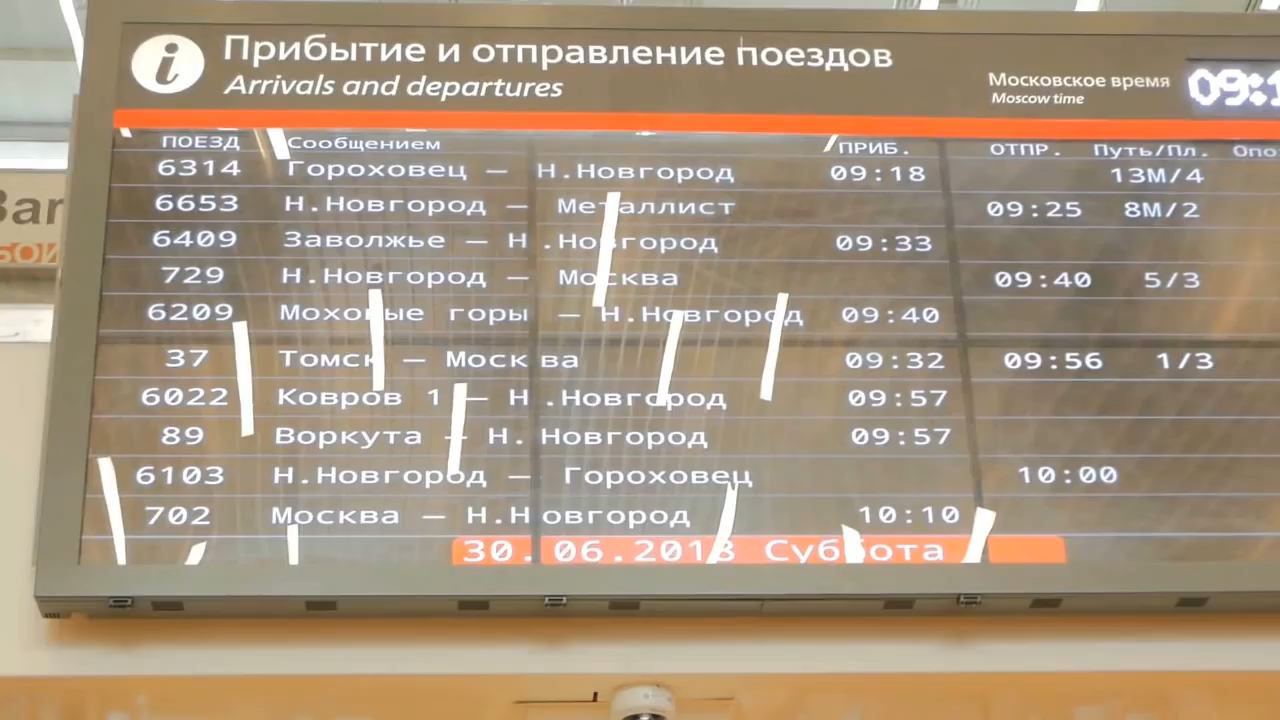 Прибытие и отправление поездов
Arrivals and departures
Московское время
Moscow time
ПОЕЗД Сообщением ПРИБ. ОТПР. Путь/Пл.
6314 Гороховец — Н.Новгород 09:18 13М/4
6653 Н.Новгород — Металлист 09:25 8М/2
6409 Заволжье — Н.Новгород 09:33
729 Н.Новгород — Москва 09:40 5/3
6209 Моховые горы — Н.Новгород 09:40
37 Томск — Москва 09:32 09:56 1/3
6022 Ковров 1 — Н.Новгород 09:57
89 Воркута — Н.Новгород 09:57
6103 Н.Новгород — Гороховец 10:00
702 Москва — Н.Новгород 10:10
30.06.2018 Суббота